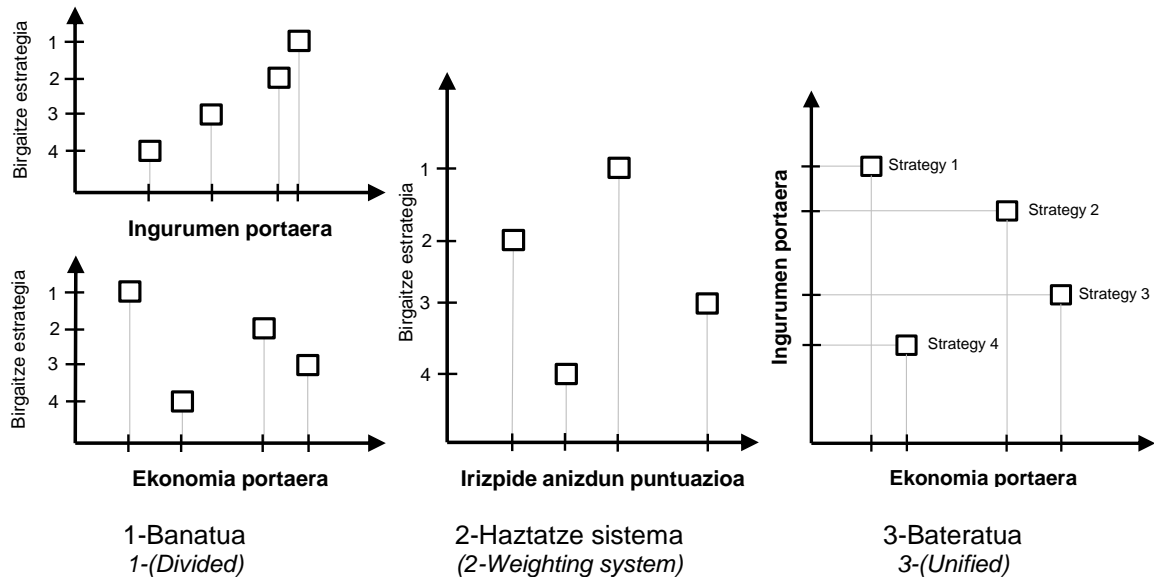 Birgaitze estrategia
1
2
3
4
Ingurumen portaera
Birgaitze estrategia
1
2
3
4
Ekonomia portaera
1-Banatua
1-(Divided)
Birgaitze estrategia
1
2
3
4
Irizpide anizdun puntuazioa
2-Haztatze sistema
(2-Weighting system)
Ingurumen portaera
Strategy 1
Strategy 2
Strategy 3
Strategy 4
Ekonomia portaera
3-Bateratua
3-(Unified)